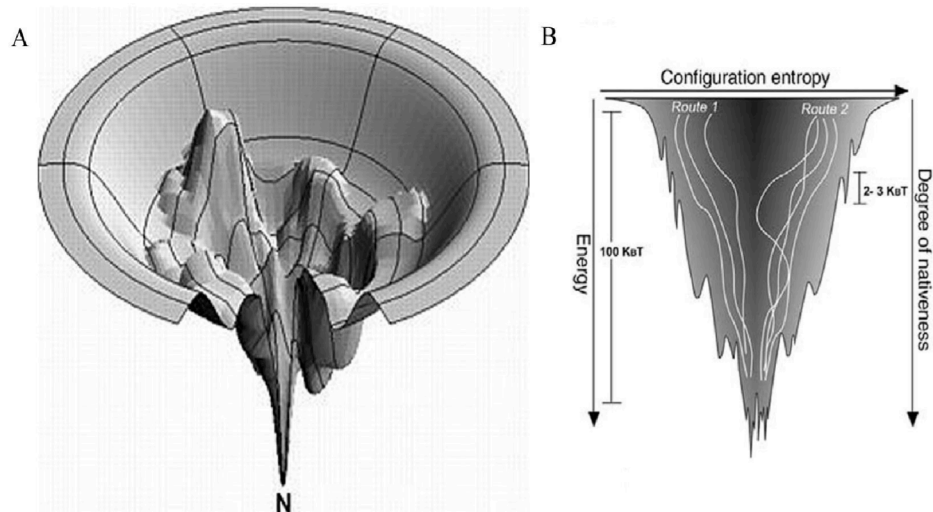 A
N
B
Configuration entropy
Route 1
Route 2
2- 3 KBT
100 KBT
Energy
Degree of nativeness